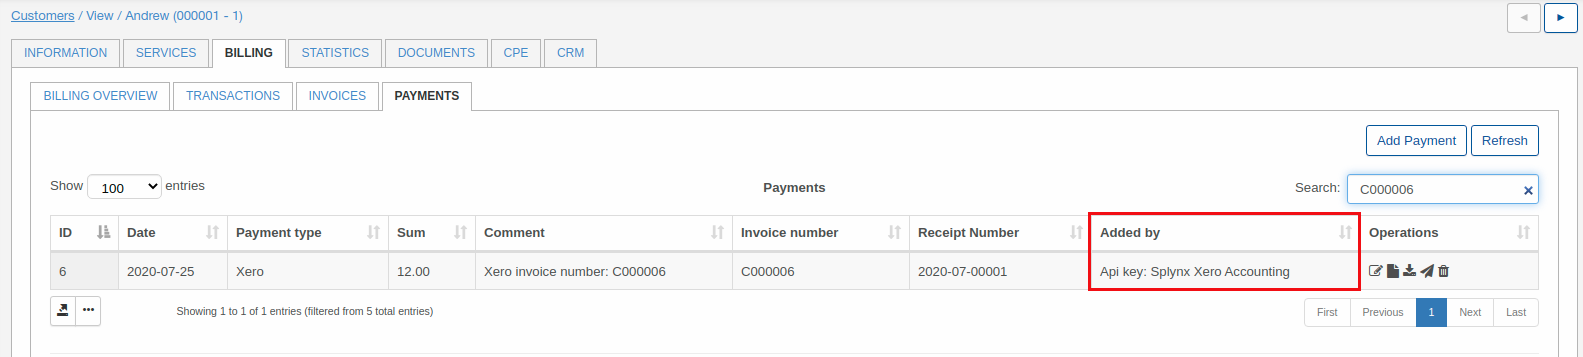 Customers / View / Andrew (000001 - 1)
INFORMATION SERVICES BILLING STATISTICS DOCUMENTS CPE CRM
BILLING OVERVIEW TRANSACTIONS INVOICES PAYMENTS
Add Payment Refresh
Show 100 entries Payments Search: C000006
ID Date Payment type Sum Comment Invoice number Receipt Number Added by Operations
6 2020-07-25 Xero 12.00 Xero invoice number: C000006 C000006 2020-07-00001 Api key: Splynx Xero Accounting
Showing 1 to 1 of 1 entries (filtered from 5 total entries) First Previous 1 Next Last